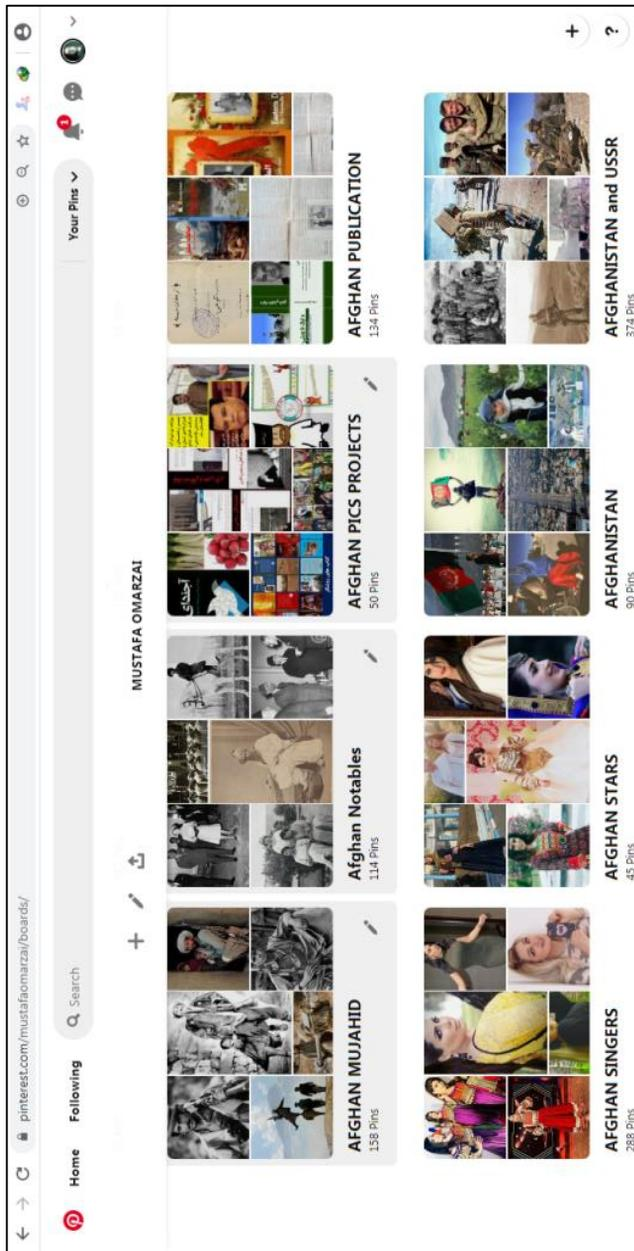 pinterest.com/mustafaomarzai/boards/
Home
Following
Search
Your Pins
1
MUSTAFA OMARZAI
AFGHAN MUJAHID
158 Pins
Afghan Notables
114 Pins
AFGHAN PICS PROJECTS
50 Pins
AFGHAN PUBLICATION
134 Pins
AFGHAN SINGERS
288 Pins
AFGHAN STARS
45 Pins
AFGHANISTAN
90 Pins
AFGHANISTAN and USSR
374 Pins